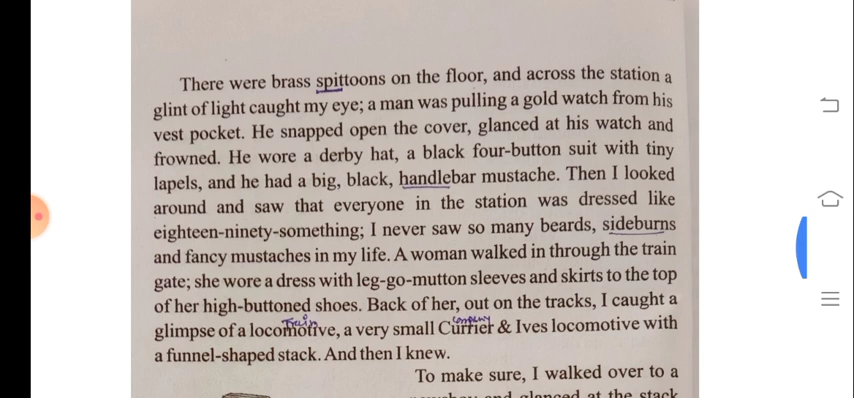 There were brass spittoons on the floor, and across the station a
glint of light caught my eye; a man was pulling a gold watch from his
vest pocket. He snapped open the cover, glanced at his watch and
frowned. He wore a derby hat, a black four-button suit with tiny
lapels, and he had a big, black, handlebar mustache. Then I looked
around and saw that everyone in the station was dressed like
eighteen-ninety-something; I never saw so many beards, sideburns
and fancy mustaches in my life. A woman walked in through the train
gate; she wore a dress with leg-go-mutton sleeves and skirts to the top
of her high-buttoned shoes. Back of her, out on the tracks, I caught a
Train company
glimpse of a locomotive, a very small Currier & Ives locomotive with
a funnel-shaped stack. And then I knew.
To make sure, I walked over to a
and glanced at the stack